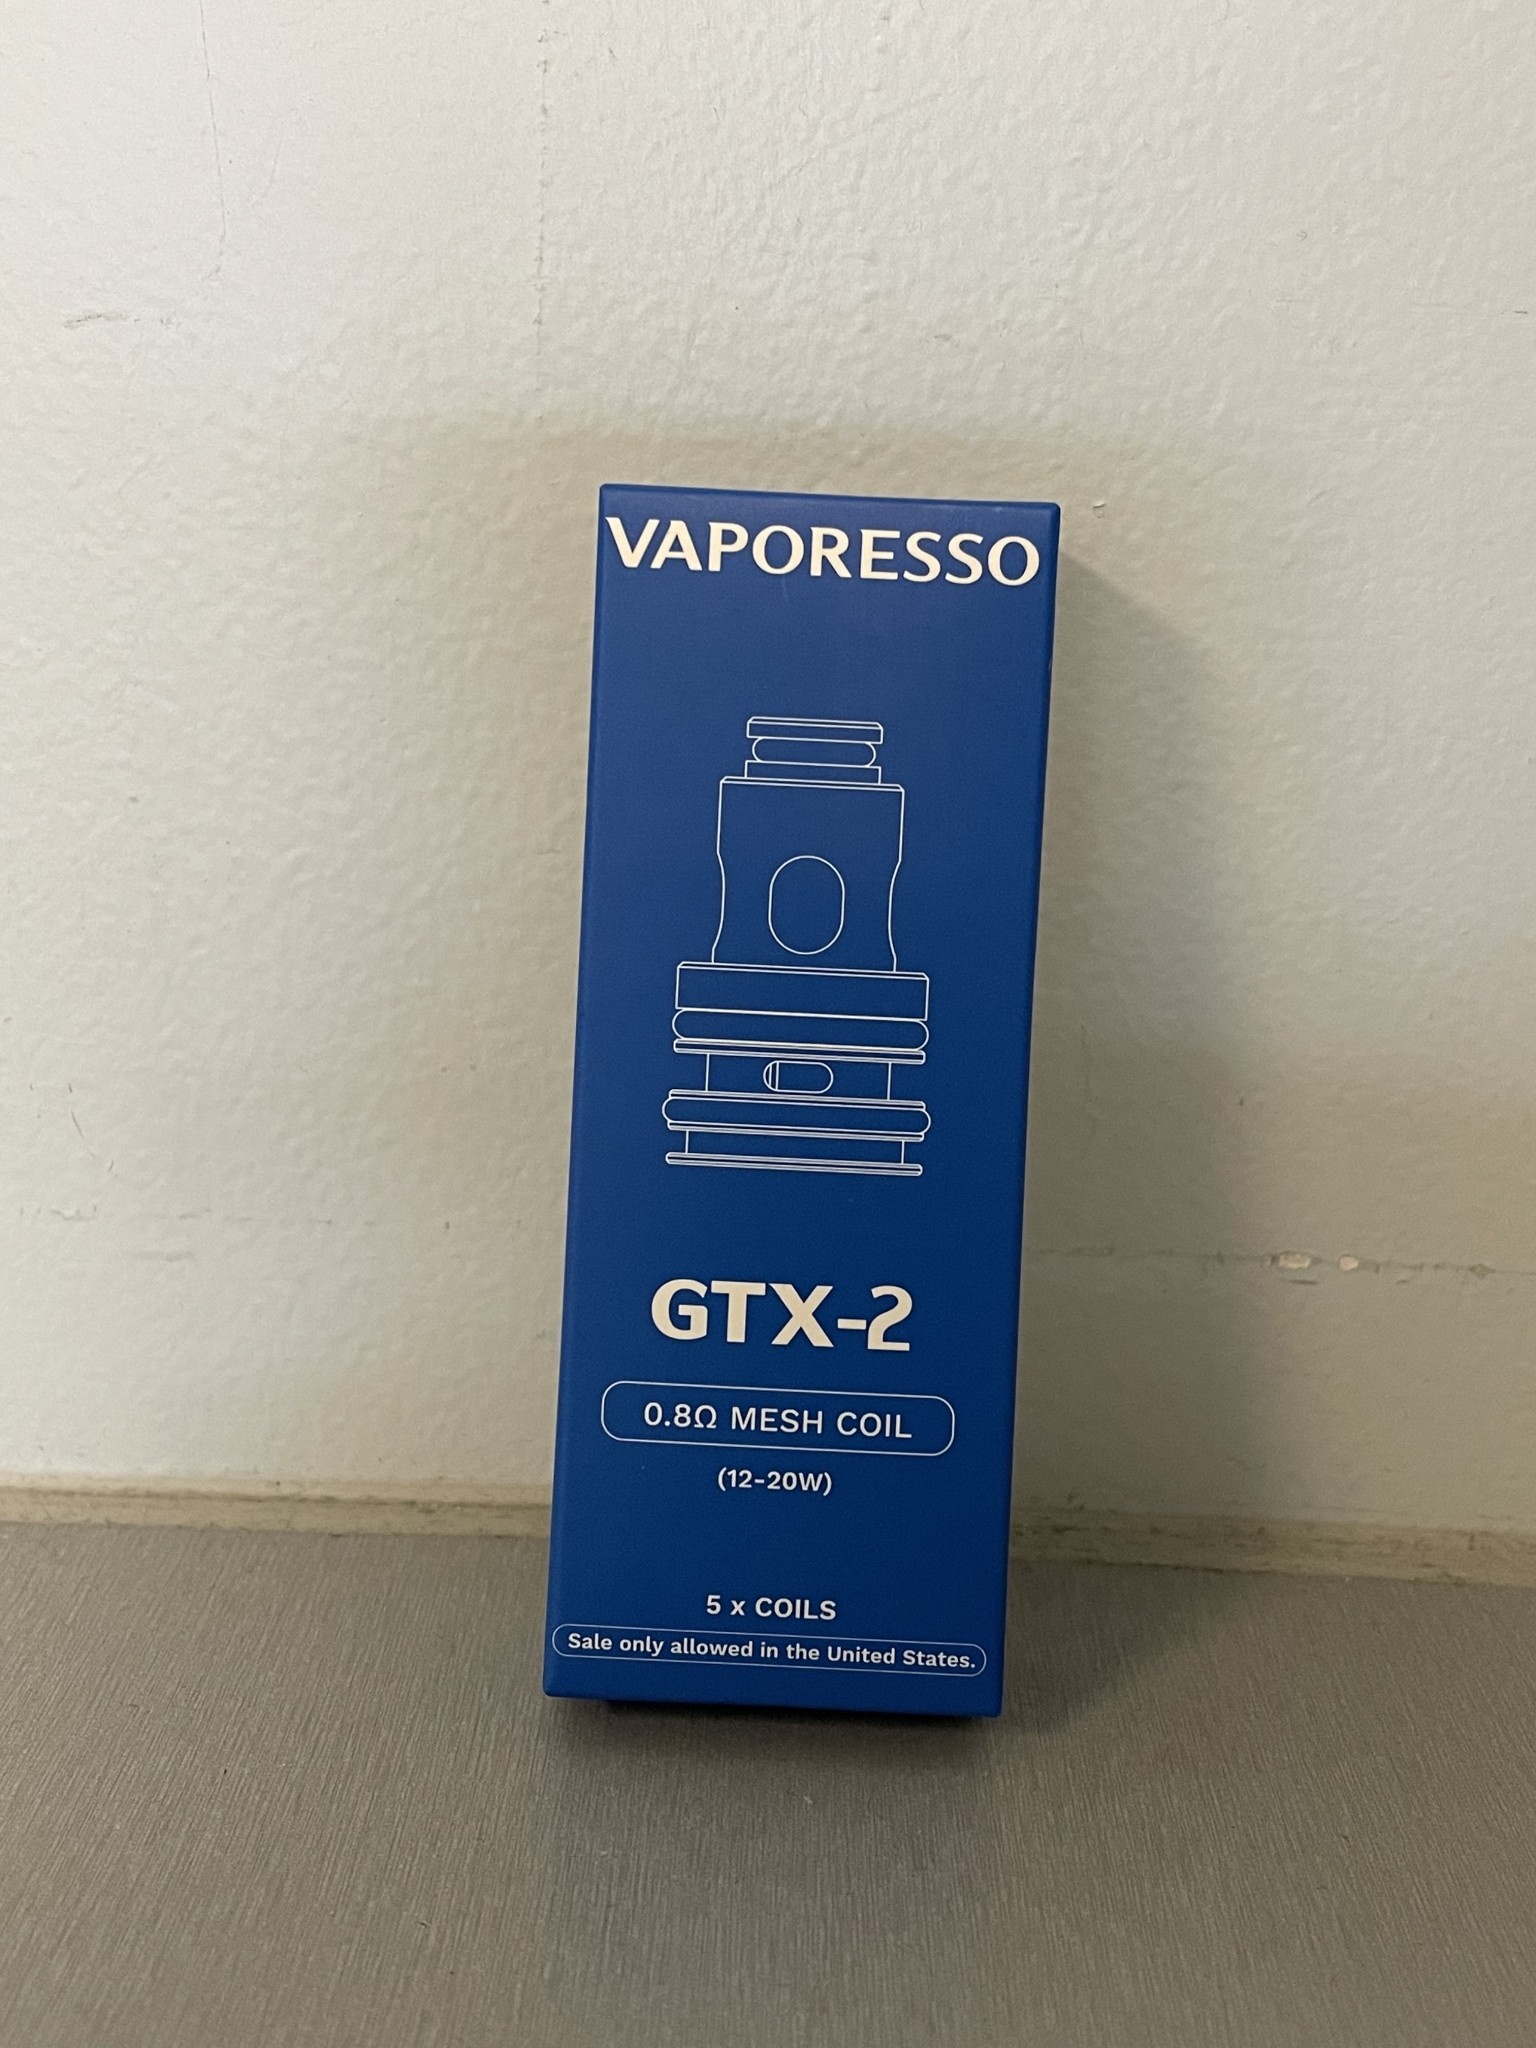 VAPORESSO
GTX-2
0.8Ω MESH COIL
(12-20W)
5 x COILS
Sale only allowed in the United States.